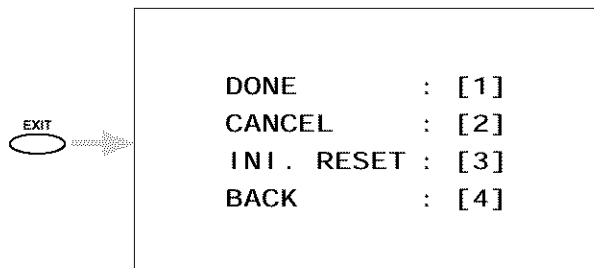 EXIT
DONE : [1]
CANCEL : [2]
INI. RESET : [3]
BACK : [4]